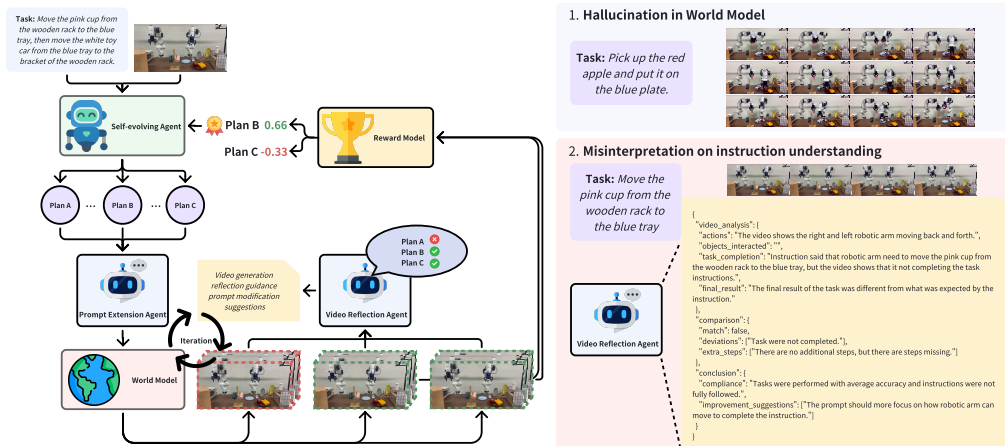 Task: Move the pink cup from
the wooden rack to the blue
tray, then move the white toy
car from the blue tray to the
bracket of the wooden rack.
Self-evolving Agent
Plan B 0.66
Plan C -0.33
Reward Model
Plan A
...
Plan B
...
Plan C
Plan A
Plan B
Plan C
Prompt Extension Agent
Video generation
reflection guidance
prompt modification
suggestions
Video Reflection Agent
Iteration
World Model
1. Hallucination in World Model
Task: Pick up the red
apple and put it on
the blue plate.
2. Misinterpretation on instruction understanding
Task: Move the
pink cup from the
wooden rack to
the blue tray
Video Reflection Agent
{
"video_analysis": {
"actions": "The video shows the right and left robotic arm moving back and forth.",
"objects_interacted": "",
"task_completion": "Instruction said that robotic arm need to move the pink cup from
the wooden rack to the blue tray, but the video shows that it not completing the task
instructions.",
"final_result": "The final result of the task was different from what was expected by the
instruction."
},
"comparison": {
"match": false,
"deviations": ["Task were not completed."],
"extra_steps": ["There are no additional steps, but there are steps missing."]
},
"conclusion": {
"compliance": "Tasks were performed with average accuracy and instructions were not
fully followed.",
"improvement_suggestions": ["The prompt should more focus on how robotic arm can
move to complete the instruction."]
}
}